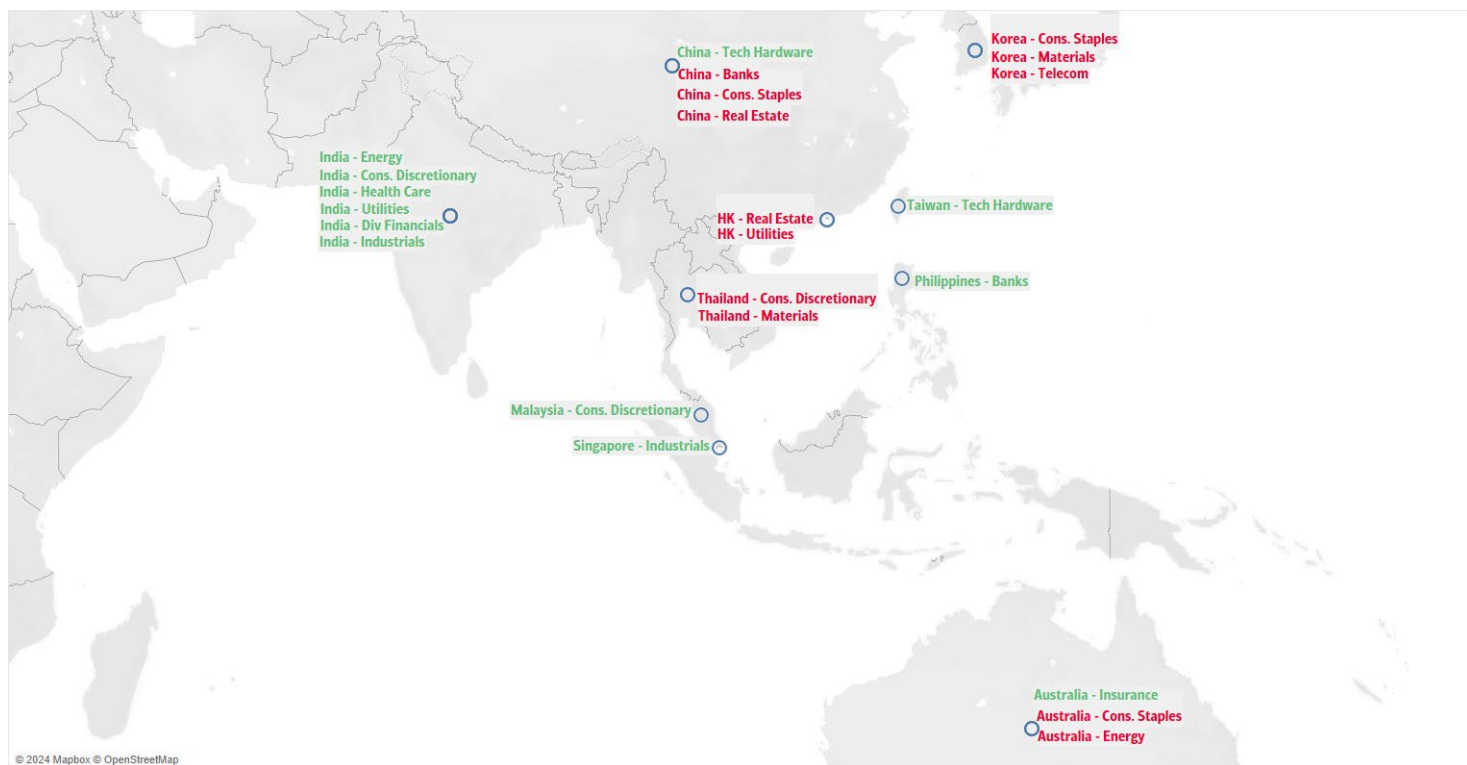 China - Tech Hardware
China - Banks
China - Cons. Staples
China - Real Estate
Korea - Cons. Staples
Korea - Materials
Korea - Telecom
India - Energy
India - Cons. Discretionary
India - Health Care
India - Utilities
India - Div Financials
India - Industrials
HK - Real Estate
HK - Utilities
Taiwan - Tech Hardware
Philippines - Banks
Thailand - Cons. Discretionary
Thailand - Materials
Malaysia - Cons. Discretionary
Singapore - Industrials
Australia - Insurance
Australia - Cons. Staples
Australia - Energy
© 2024 Mapbox © OpenStreetMap